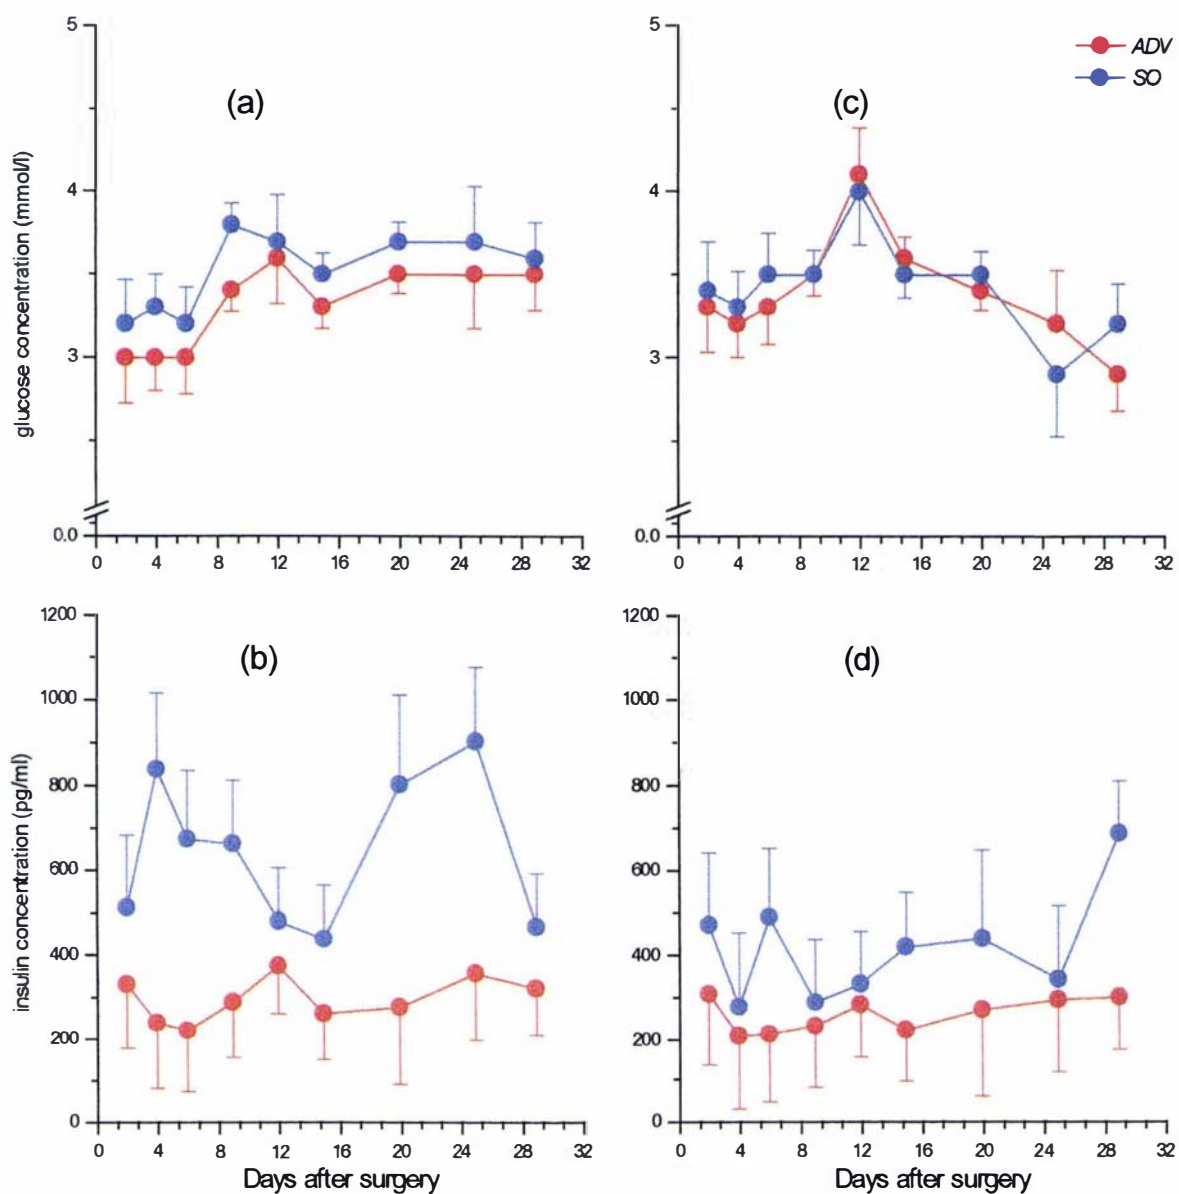 5
4
3
0.0
glucose concentration (mmol/l)
(a)
0 4 8 12 16 20 24 28 32
5
4
3
0.0
(c)
ADV
SO
0 4 8 12 16 20 24 28 32
1200
1000
800
600
400
200
0
insulin concentration (pg/ml)
(b)
0 4 8 12 16 20 24 28 32
Days after surgery
1200
1000
800
600
400
200
0
(d)
0 4 8 12 16 20 24 28 32
Days after surgery